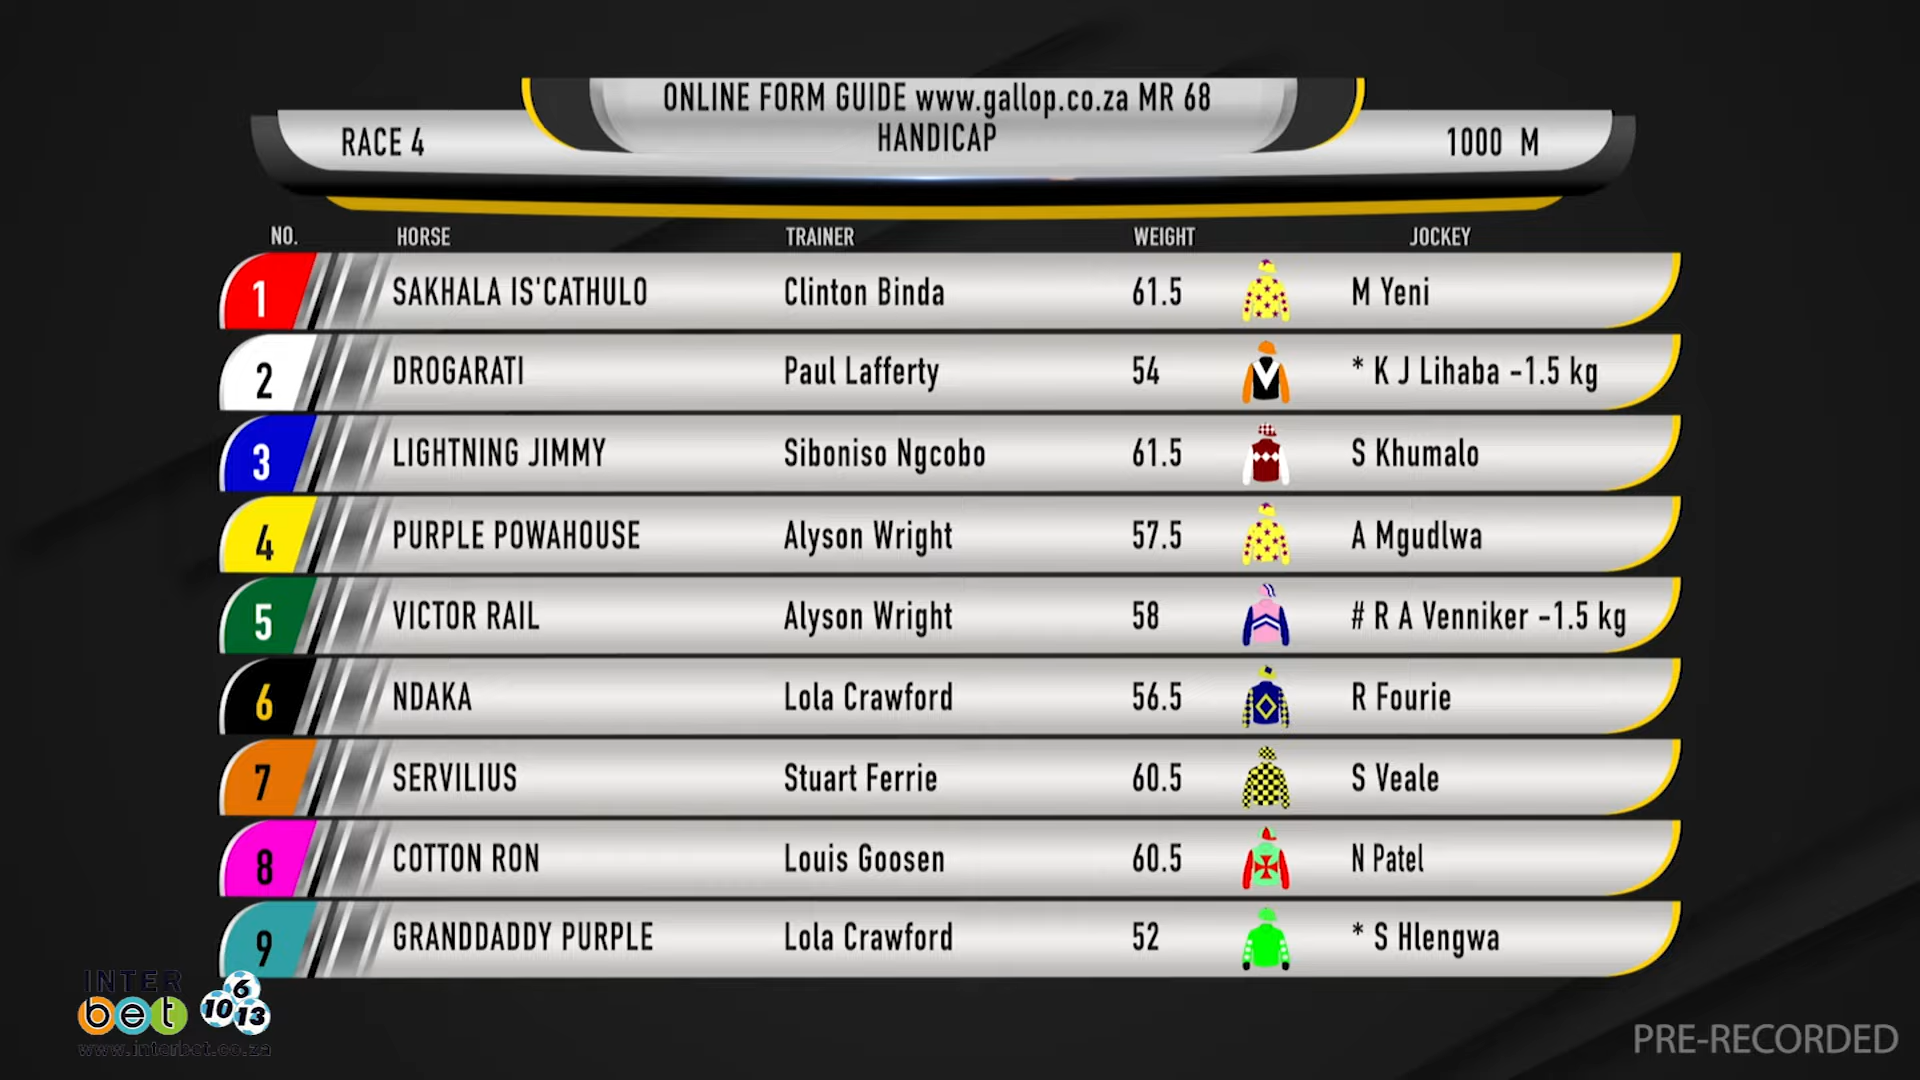 ONLINE FORM GUIDE www.gallop.co.za MR 68
HANDICAP
RACE 4
1000 M
NO. HORSE TRAINER WEIGHT JOCKEY
1 SAKHALA IS'CATHULO Clinton Binda 61.5 M Yeni
2 DROGARATI Paul Lafferty 54 * K J Lihaba -1.5 kg
3 LIGHTNING JIMMY Siboniso Ngcobo 61.5 S Khumalo
4 PURPLE POWAHOUSE Alyson Wright 57.5 A Mgudlwa
5 VICTOR RAIL Alyson Wright 58 # R A Venniker -1.5 kg
6 NDAKA Lola Crawford 56.5 R Fourie
7 SERVILIUS Stuart Ferrie 60.5 S Veale
8 COTTON RON Louis Goosen 60.5 N Patel
9 GRANDDADDY PURPLE Lola Crawford 52 * S Hlengwa
INTER
bet
6
10 13
www.interbet.co.za
PRE-RECORDED